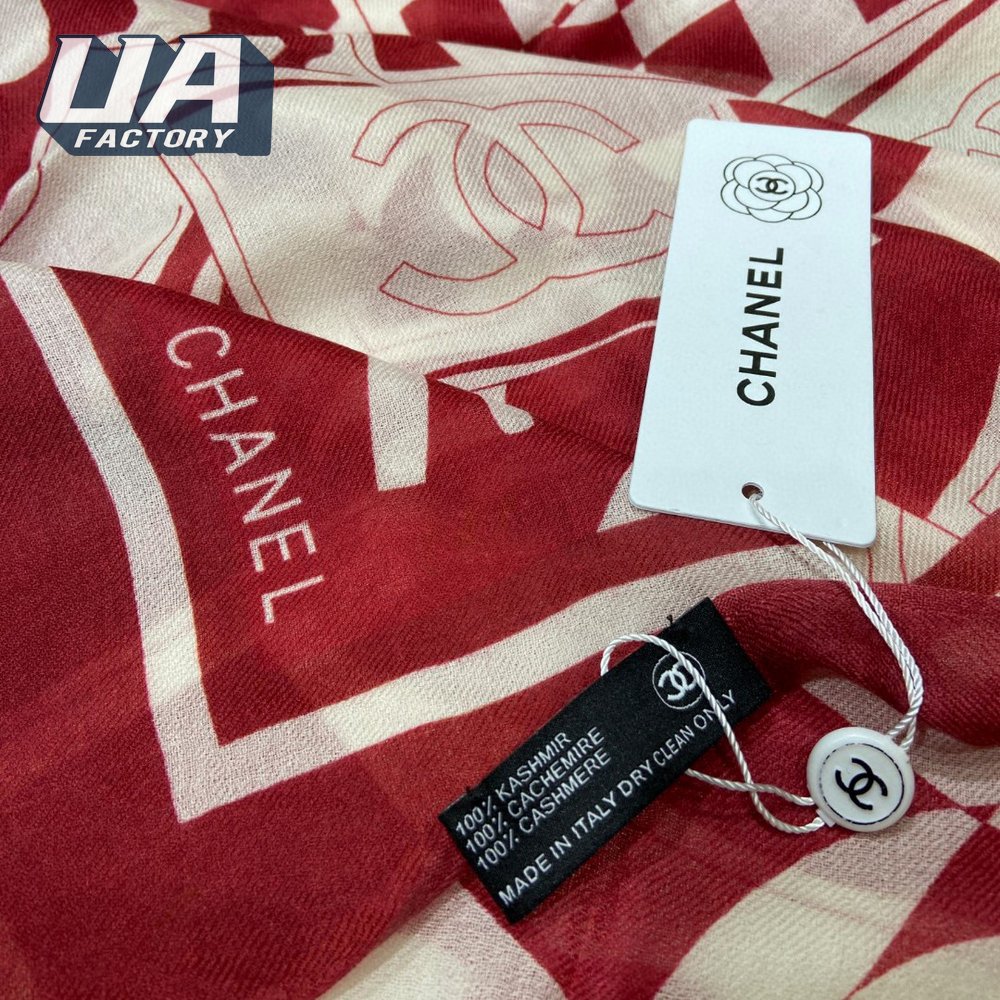 UA
FACTORY
CHANEL
CHANEL
100% KASHMIR
100% CACHEMIRE
100% CASHMERE
MADE IN ITALY DRY CLEAN ONLY